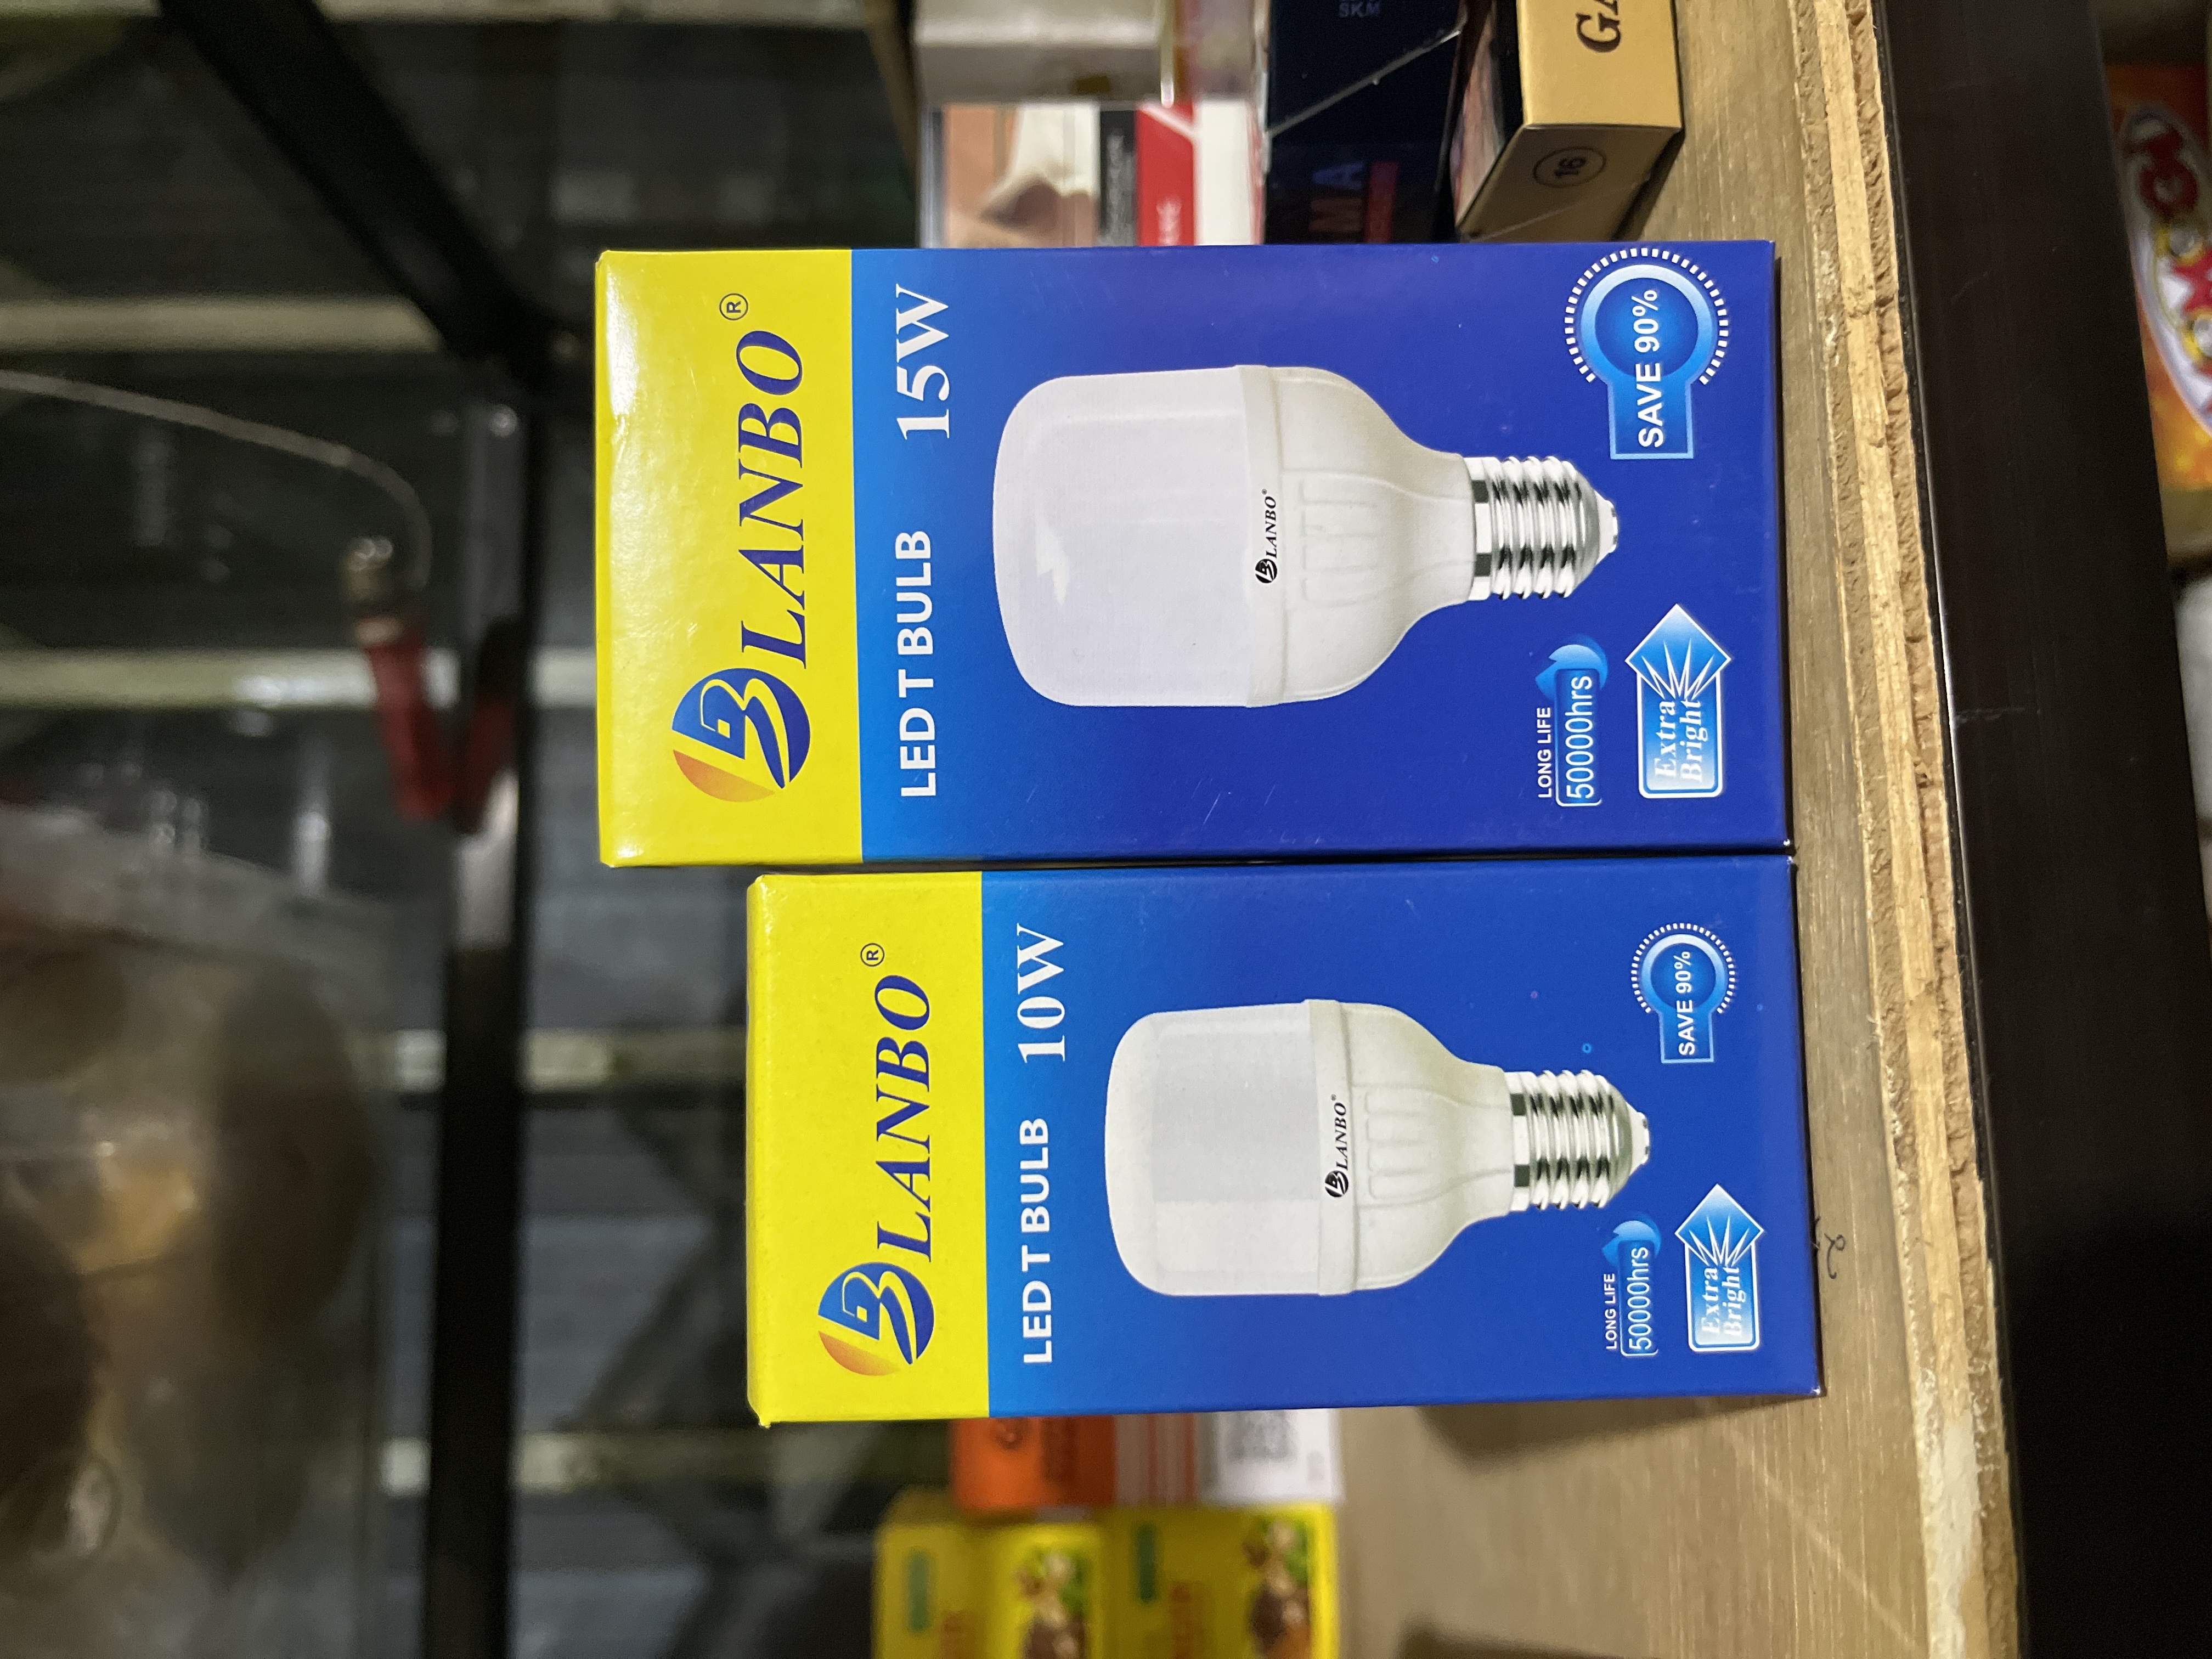 LANBO®
LED T BULB 10W
LANBO®
LONG LIFE
50000hrs
Extra
Bright
SAVE 90%
LANBO®
LED T BULB 15W
LANBO®
LONG LIFE
50000hrs
Extra
Bright
SAVE 90%
16